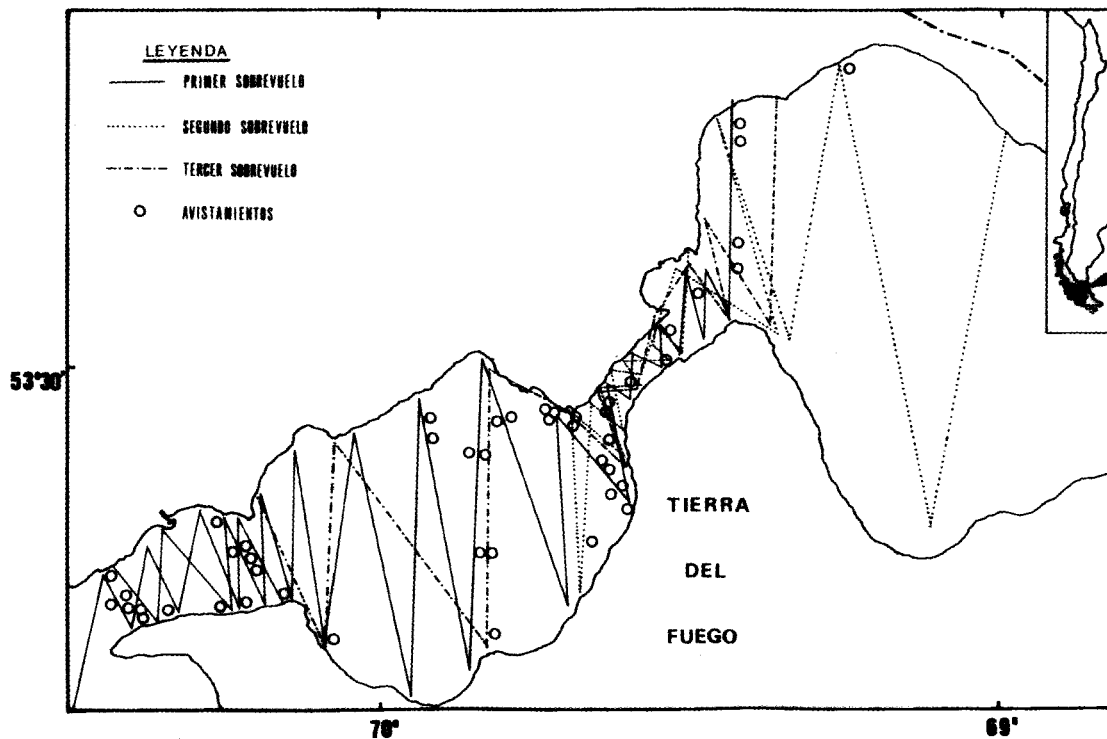 LEYENDA
PRIMER SOBREVUELO
SEGUNDO SOBREVUELO
TERCER SOBREVUELO
AVISTAMIENTOS
53°30'
TIERRA
DEL
FUEGO
70°
69°